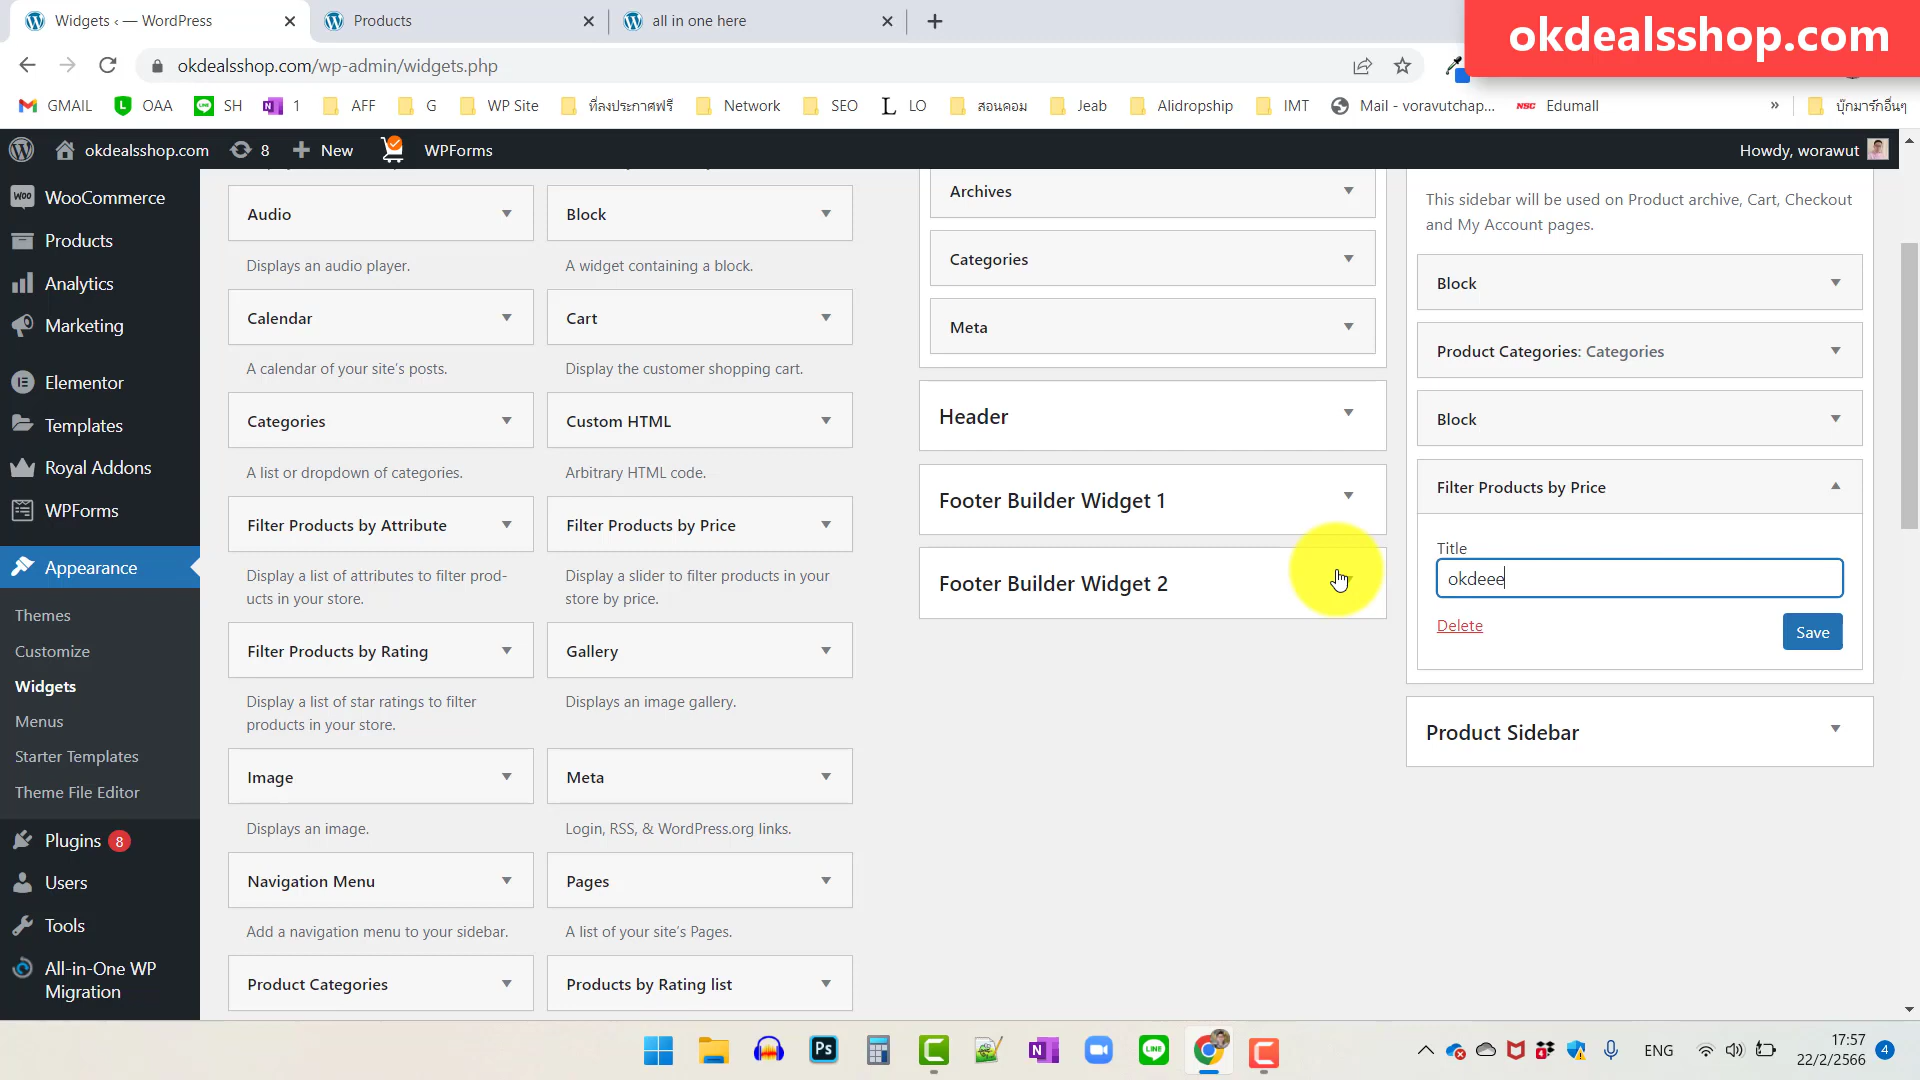 Widgets ‹ — WordPress
Products
all in one here
okdealsshop.com
okdealsshop.com/wp-admin/widgets.php
GMAIL
OAA
SH
1
AFF
G
WP Site
ที่ลงประกาศฟรี
Network
SEO
LO
สอนคอม
Jeab
Alidropship
IMT
Mail - voravutchap...
NSC
Edumall
»
บุ๊กมาร์กอื่นๆ
okdealsshop.com
8
New
WPForms
Howdy, worawut
Woo
WooCommerce
Products
Analytics
Marketing
Elementor
Templates
Royal Addons
WPForms
Appearance
Themes
Customize
Widgets
Menus
Starter Templates
Theme File Editor
Plugins 8
Users
Tools
All-in-One WP
Migration
Audio
Displays an audio player.
Block
A widget containing a block.
Calendar
A calendar of your site's posts.
Cart
Display the customer shopping cart.
Categories
A list or dropdown of categories.
Custom HTML
Arbitrary HTML code.
Filter Products by Attribute
Display a list of attributes to filter prod-
ucts in your store.
Filter Products by Price
Display a slider to filter products in your
store by price.
Filter Products by Rating
Display a list of star ratings to filter
products in your store.
Gallery
Displays an image gallery.
Image
Displays an image.
Meta
Login, RSS, & WordPress.org links.
Navigation Menu
Add a navigation menu to your sidebar.
Pages
A list of your site's Pages.
Product Categories
Products by Rating list
Archives
Categories
Meta
Header
Footer Builder Widget 1
Footer Builder Widget 2
This sidebar will be used on Product archive, Cart, Checkout
and My Account pages.
Block
Product Categories: Categories
Block
Filter Products by Price
Title
okdeee
Delete
Save
Product Sidebar
Ps
N
LINE
ENG
17:57
22/2/2566
4